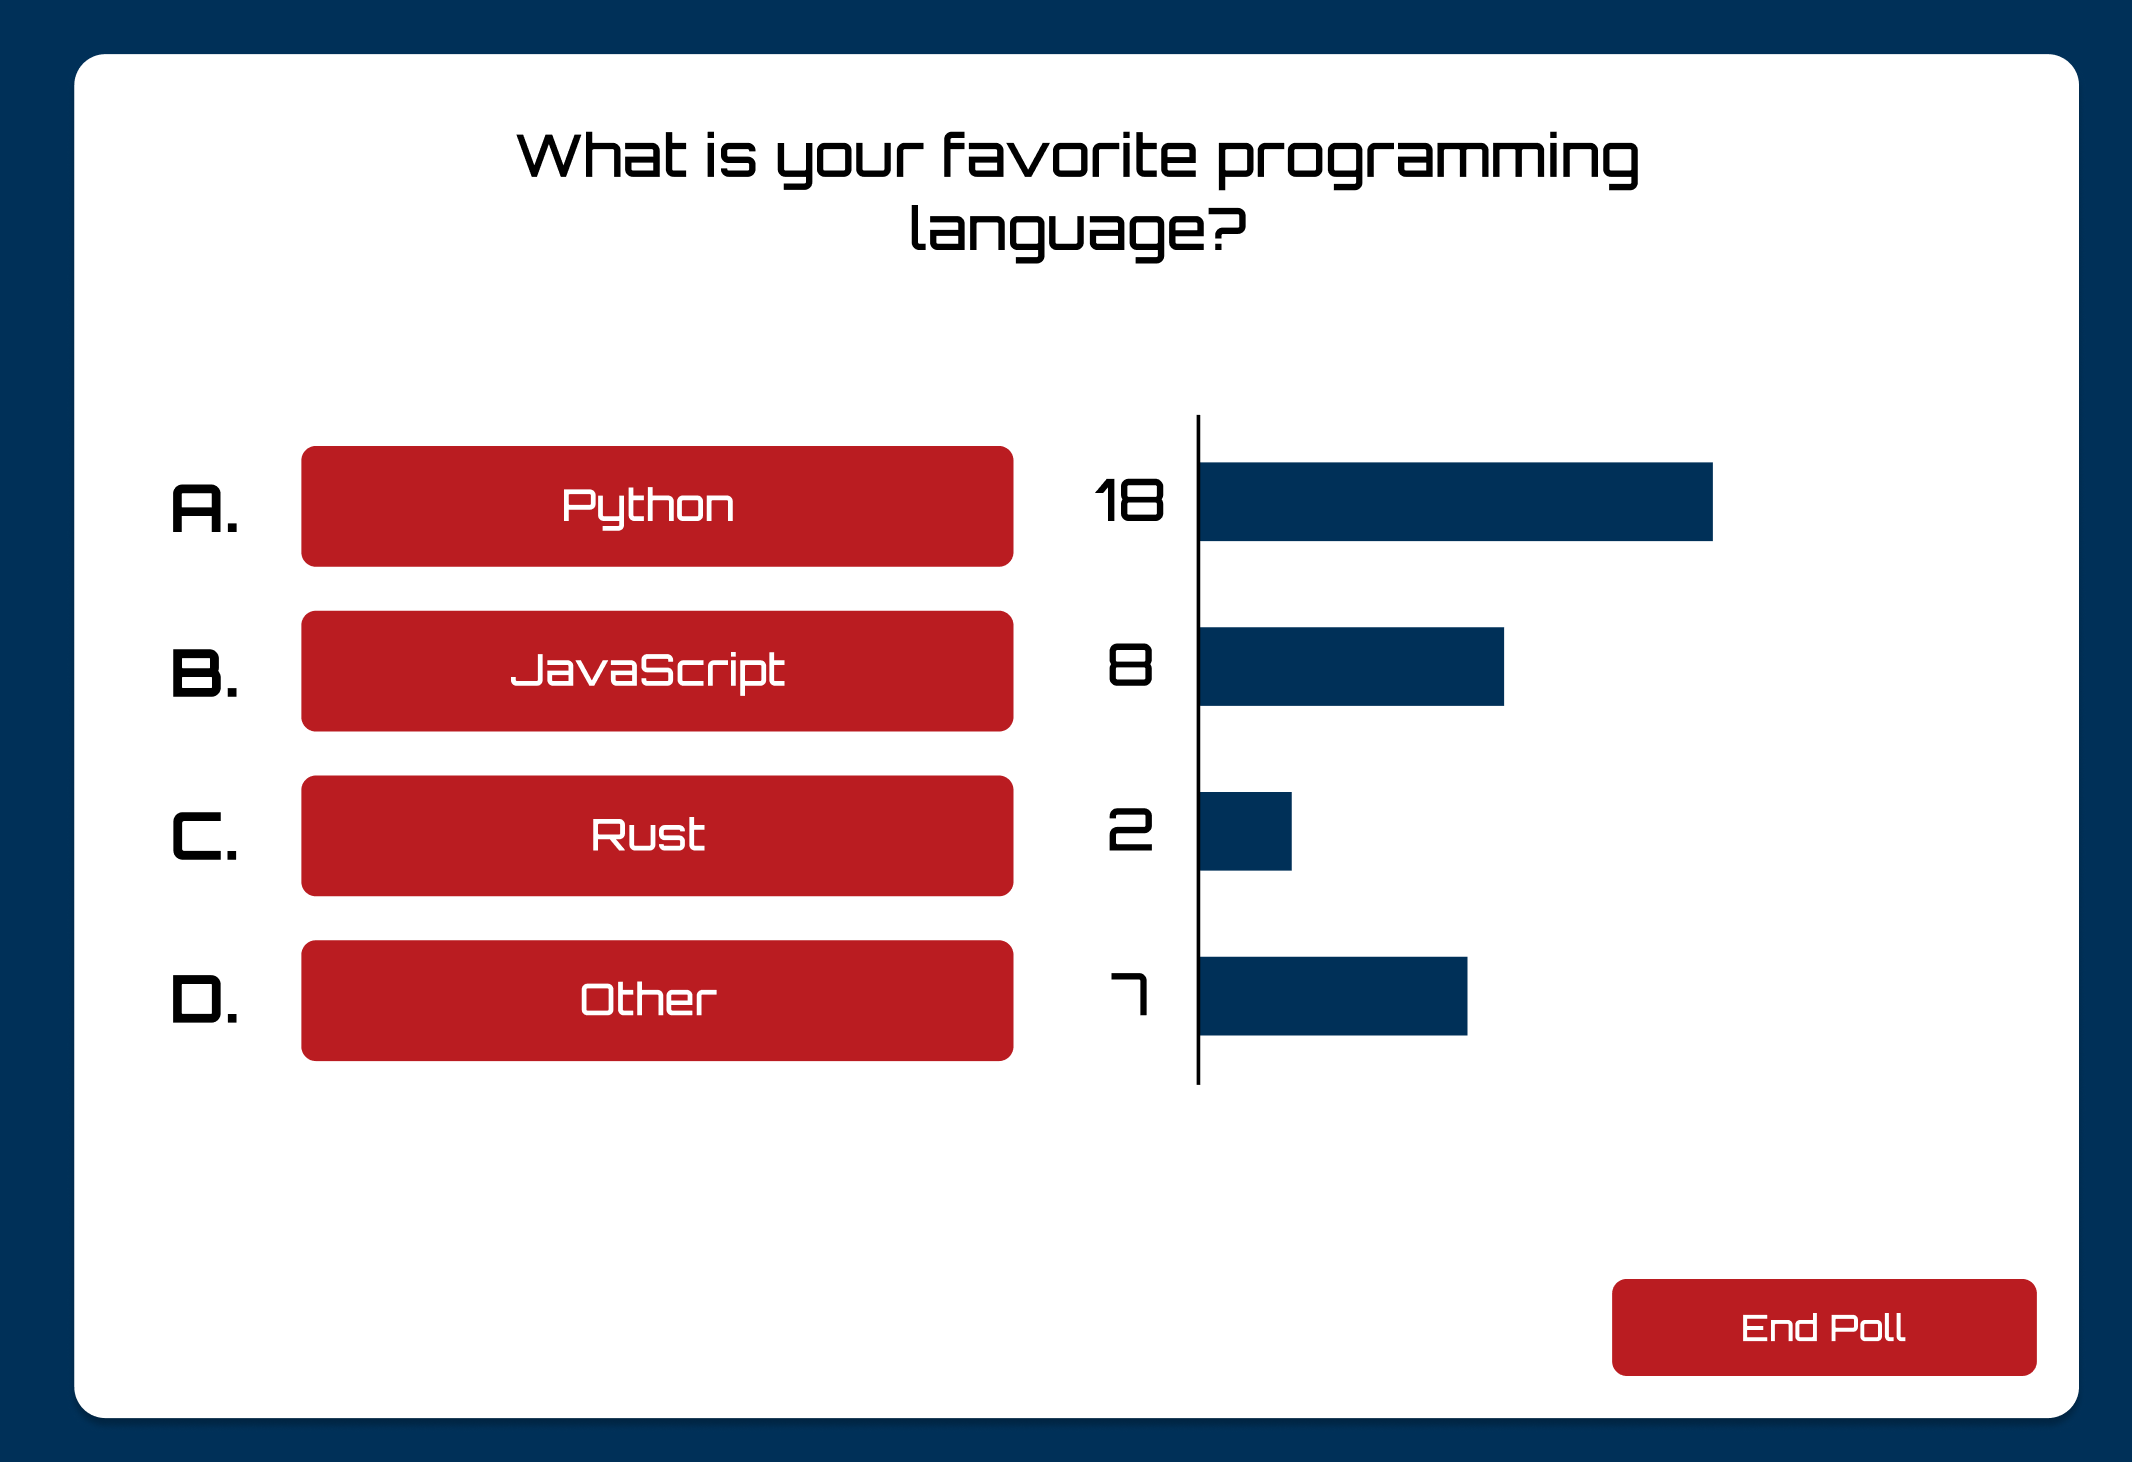 What is your favorite programming
language?
A. Python 18
B. JavaScript 8
C. Rust 2
D. Other 7
End Poll